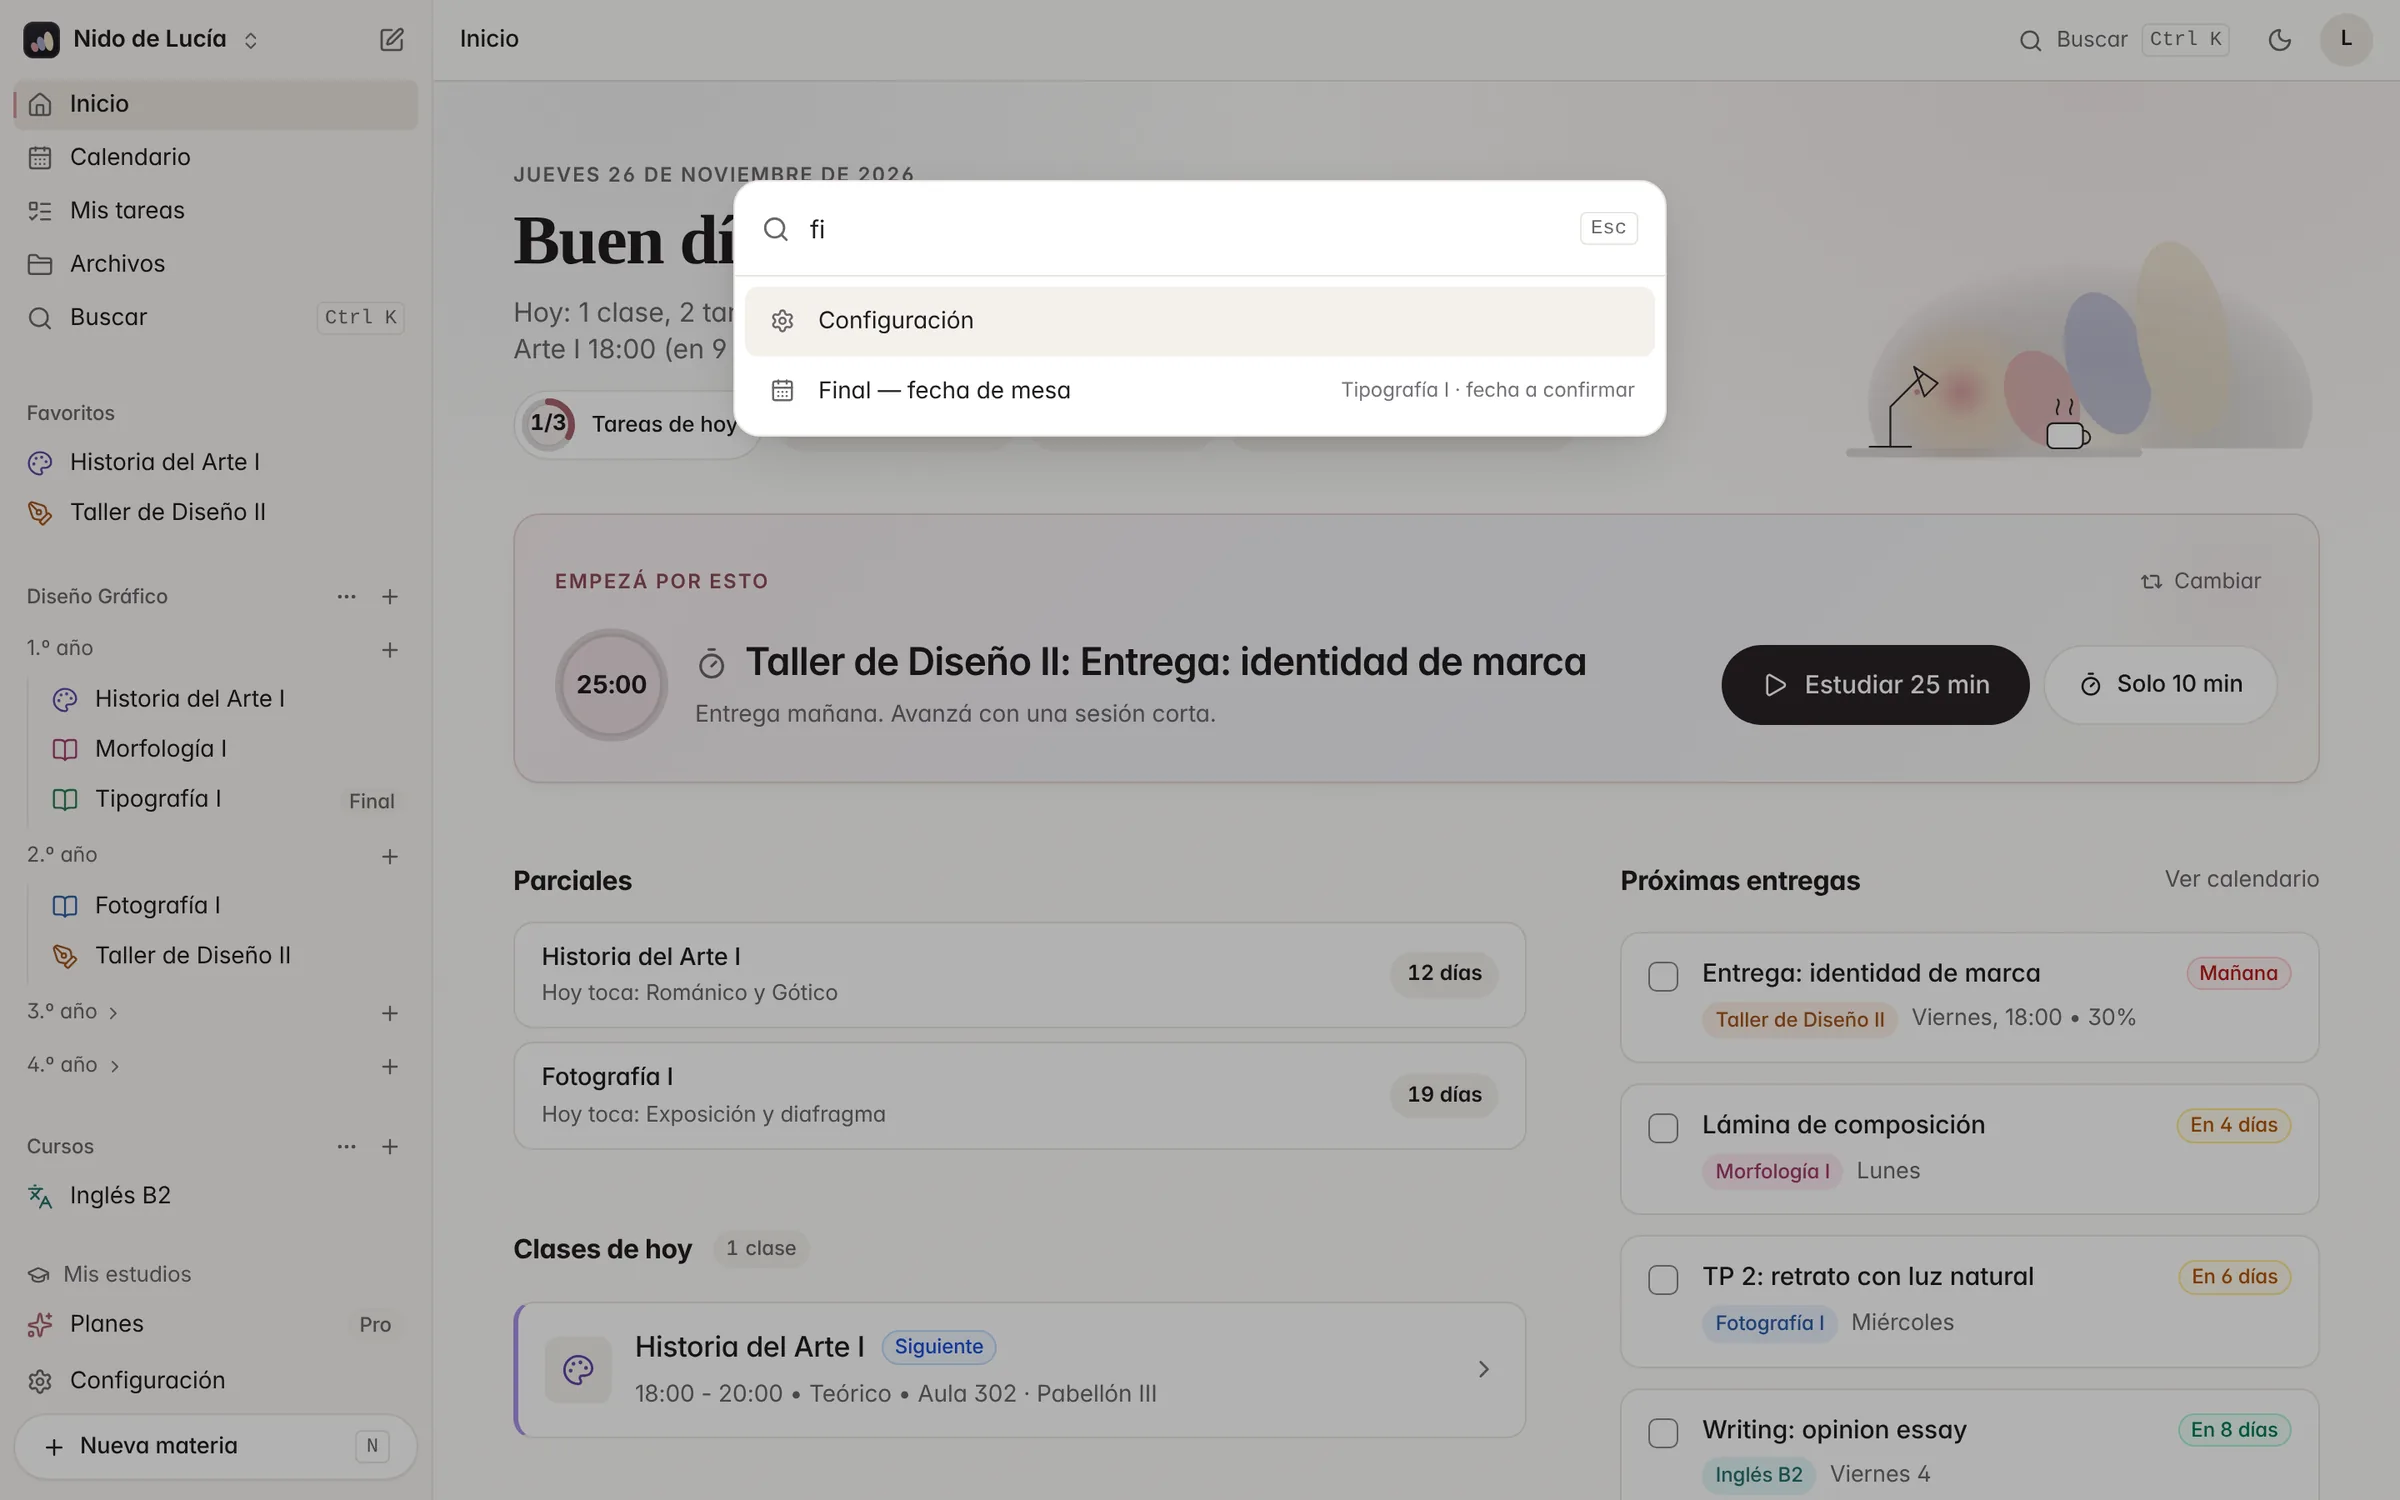 Nido de Lucía
Inicio
Calendario
Mis tareas
Archivos
Buscar Ctrl K
Favoritos
Historia del Arte I
Taller de Diseño II
Diseño Gráfico
1.º año
Historia del Arte I
Morfología I
Tipografía I Final
2.º año
Fotografía I
Taller de Diseño II
3.º año
4.º año
Cursos
Inglés B2
Mis estudios
Planes Pro
Configuración
Nueva materia N
Inicio
Buscar Ctrl K
L
JUEVES 26 DE NOVIEMBRE DE 2026
Buen dí
Hoy: 1 clase, 2 tar
Arte I 18:00 (en 9
1/3 Tareas de hoy
fi Esc
Configuración
Final — fecha de mesa Tipografía I · fecha a confirmar
EMPEZÁ POR ESTO
Cambiar
25:00
Taller de Diseño II: Entrega: identidad de marca
Entrega mañana. Avanzá con una sesión corta.
Estudiar 25 min
Solo 10 min
Parciales
Historia del Arte I
Hoy toca: Románico y Gótico
12 días
Fotografía I
Hoy toca: Exposición y diafragma
19 días
Clases de hoy 1 clase
Historia del Arte I Siguiente
18:00 - 20:00 • Teórico • Aula 302 · Pabellón III
Próximas entregas Ver calendario
Entrega: identidad de marca Mañana
Taller de Diseño II Viernes, 18:00 • 30%
Lámina de composición En 4 días
Morfología I Lunes
TP 2: retrato con luz natural En 6 días
Fotografía I Miércoles
Writing: opinion essay En 8 días
Inglés B2 Viernes 4